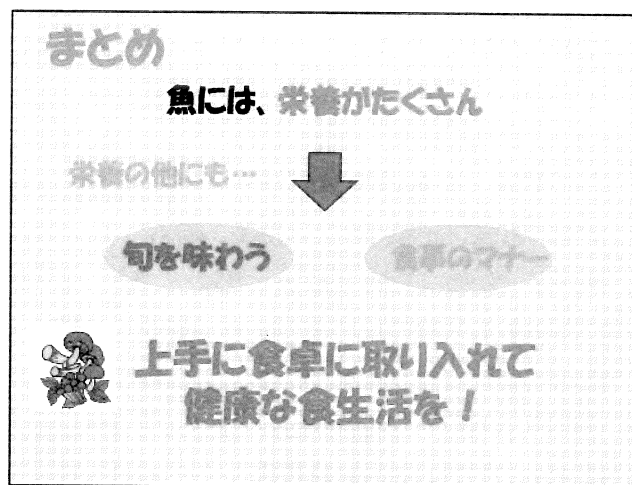 まとめ
魚には、栄養がたくさん
栄養の他にも…
旬を味わう
食事のマナー
上手に食卓に取り入れて
健康な食生活を！